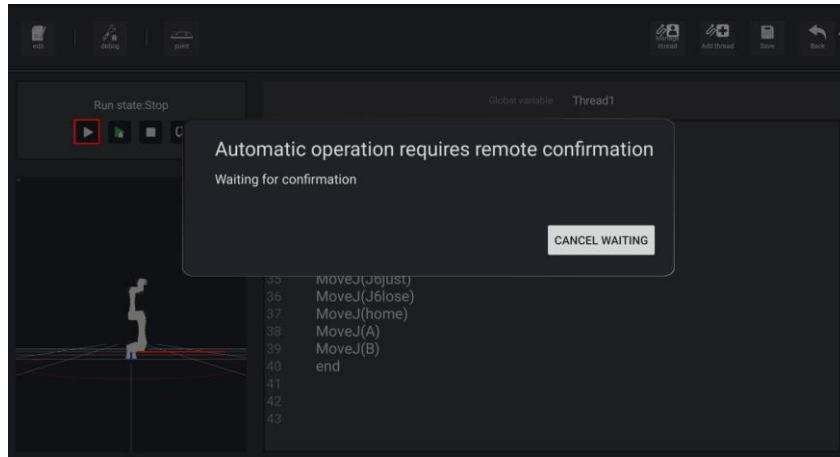 edit debug point Manage thread Add thread Save Back
Run state:Stop
Global variable Thread1
Automatic operation requires remote confirmation
Waiting for confirmation
CANCEL WAITING
35 MoveJ(J6just)
36 MoveJ(J6lose)
37 MoveJ(home)
38 MoveJ(A)
39 MoveJ(B)
40 end
41
42
43